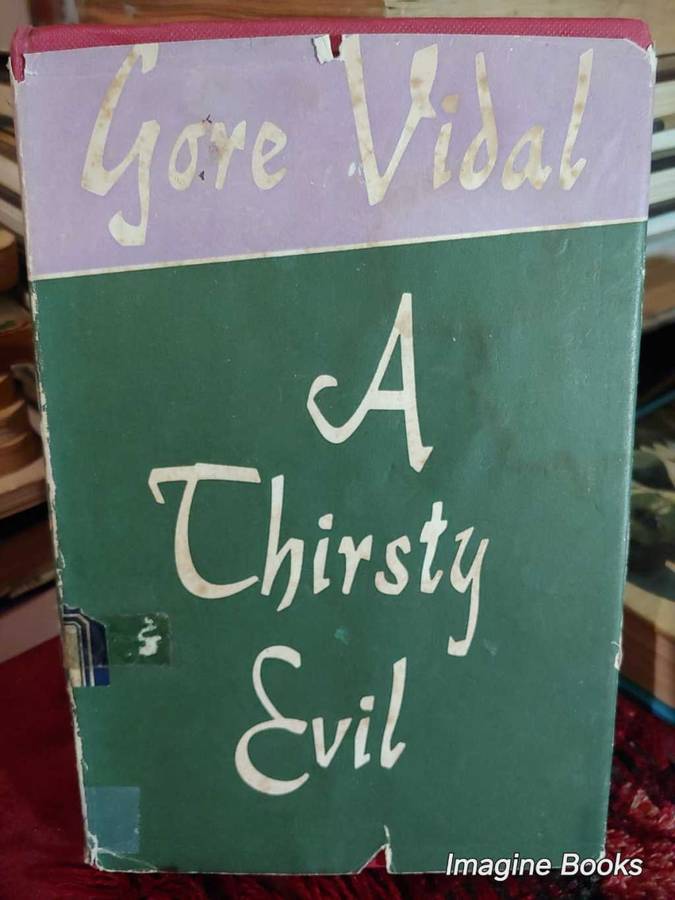 Gore Vidal
A
Thirsty
Evil
Imagine Books